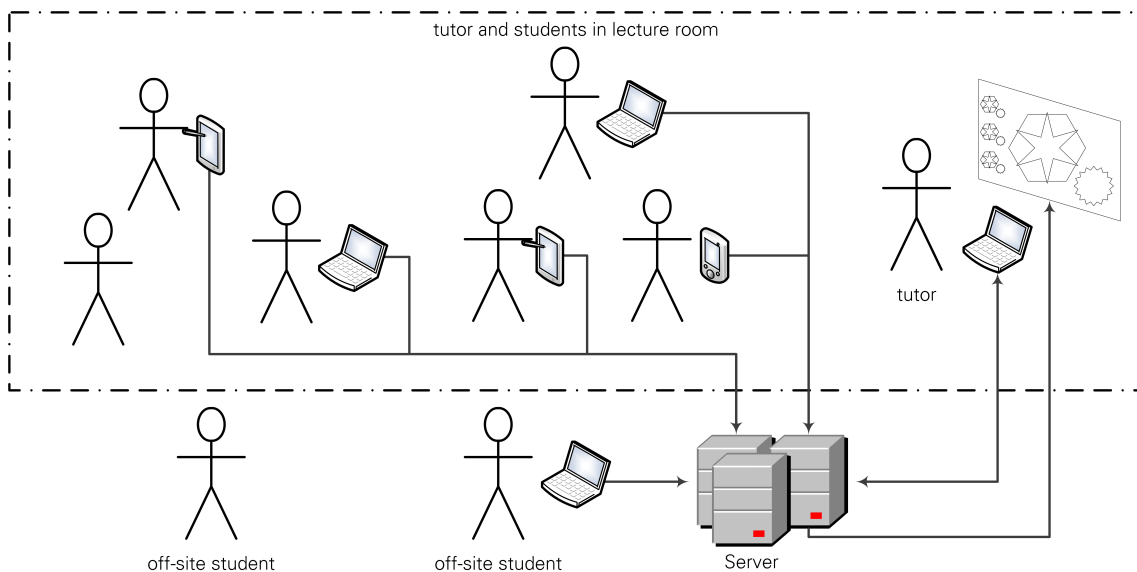 tutor and students in lecture room
tutor
off-site student
off-site student
Server